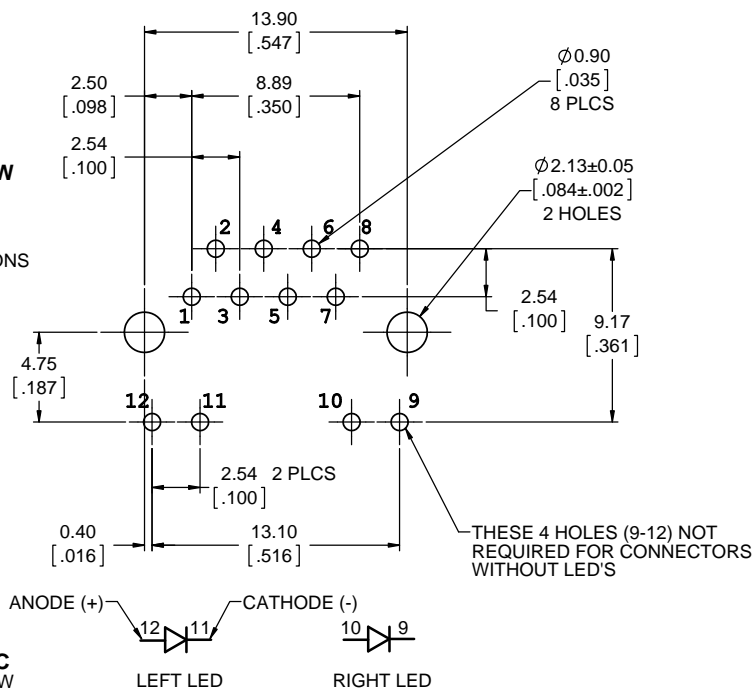 13.90
[.547]
2.50
[.098]
8.89
[.350]
Ø0.90
[.035]
8 PLCS
2.54
[.100]
Ø2.13±0.05
[.084±.002]
2 HOLES
W
ONS
2 4 6 8
1 3 5 7
2.54
[.100]
9.17
[.361]
4.75
[.187]
12 11 10 9
2.54 2 PLCS
[.100]
0.40
[.016]
13.10
[.516]
THESE 4 HOLES (9-12) NOT
REQUIRED FOR CONNECTORS
WITHOUT LED'S
ANODE (+) CATHODE (-)
12 11 10 9
C
W
LEFT LED RIGHT LED